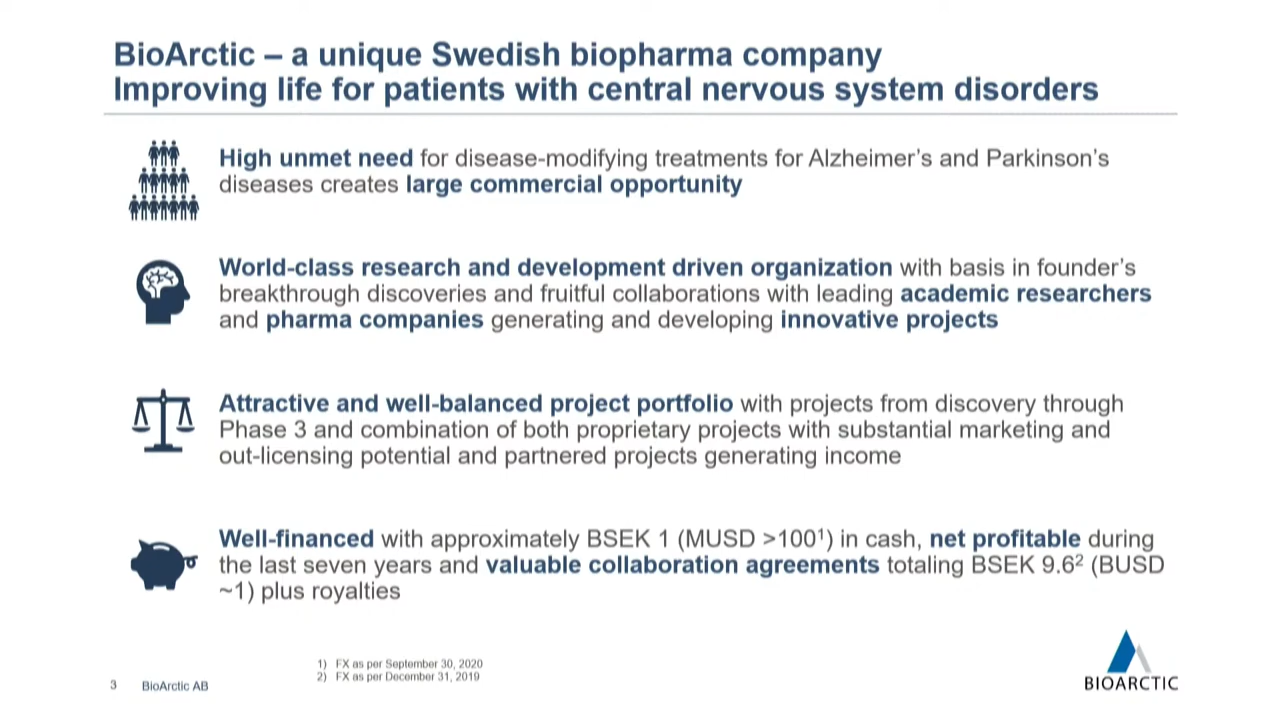 BioArctic – a unique Swedish biopharma company
Improving life for patients with central nervous system disorders
High unmet need for disease-modifying treatments for Alzheimer’s and Parkinson’s
diseases creates large commercial opportunity
World-class research and development driven organization with basis in founder’s
breakthrough discoveries and fruitful collaborations with leading academic researchers
and pharma companies generating and developing innovative projects
Attractive and well-balanced project portfolio with projects from discovery through
Phase 3 and combination of both proprietary projects with substantial marketing and
out-licensing potential and partnered projects generating income
Well-financed with approximately BSEK 1 (MUSD >100¹) in cash, net profitable during
the last seven years and valuable collaboration agreements totaling BSEK 9.6² (BUSD
~1) plus royalties
1) FX as per September 30, 2020
2) FX as per December 31, 2019
3 BioArctic AB
BIOARCTIC